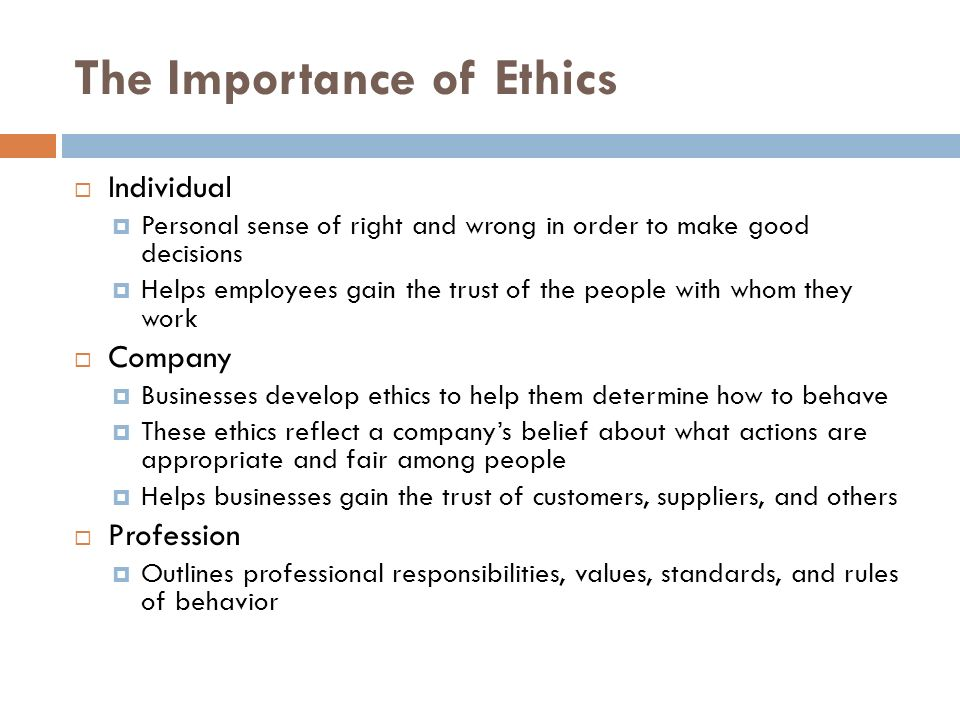 The Importance of Ethics
Individual
Personal sense of right and wrong in order to make good
decisions
Helps employees gain the trust of the people with whom they
work
Company
Businesses develop ethics to help them determine how to behave
These ethics reflect a company’s belief about what actions are
appropriate and fair among people
Helps businesses gain the trust of customers, suppliers, and others
Profession
Outlines professional responsibilities, values, standards, and rules
of behavior